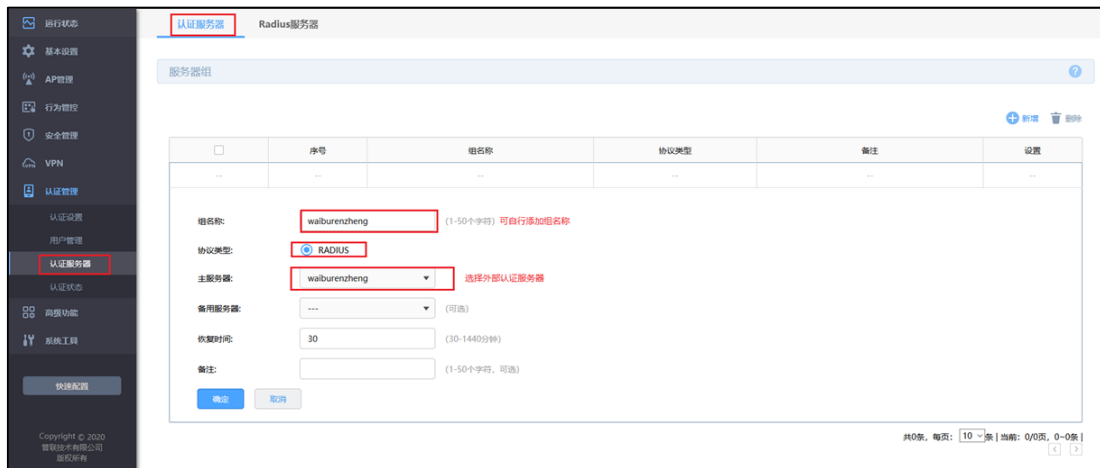 运行状态
基本设置
AP管理
行为管控
安全管理
VPN
认证管理
认证设置
用户管理
认证服务器
认证状态
高级功能
系统工具
快速配置
Copyright © 2020
普联技术有限公司
版权所有
认证服务器 Radius服务器
服务器组 ?
新增 删除
序号 组名称 协议类型 备注 设置
--- --- --- --- --- ---
组名称: waiburenzheng (1-50个字符) 可自行添加组名称
协议类型: RADIUS
主服务器: waiburenzheng 选择外部认证服务器
备用服务器: --- (可选)
恢复时间: 30 (30-1440分钟)
备注: (1-50个字符，可选)
确定 取消
共0条，每页: 10 条 | 当前: 0/0页, 0~0条 |
< >